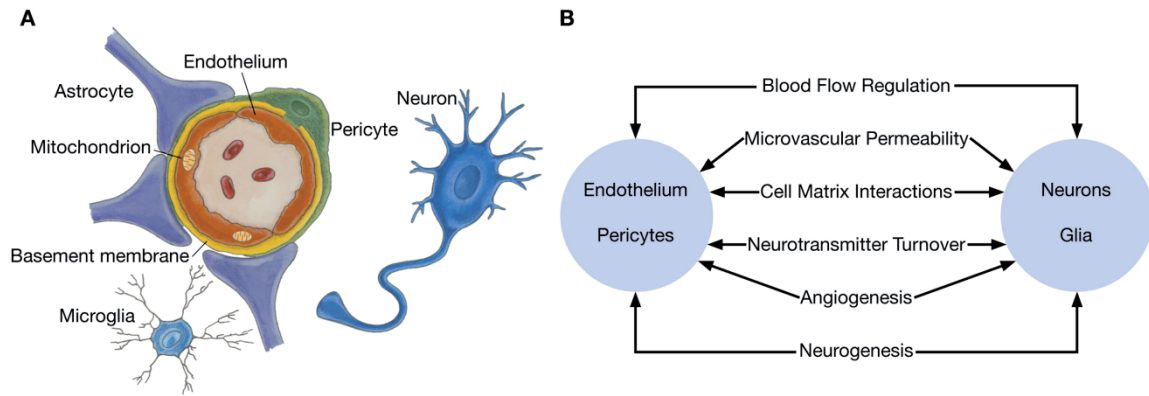 A
Endothelium
Astrocyte
Neuron
Pericyte
Mitochondrion
Basement membrane
Microglia
B
Blood Flow Regulation
Microvascular Permeability
Endothelium
Cell Matrix Interactions
Neurons
Pericytes
Glia
Neurotransmitter Turnover
Angiogenesis
Neurogenesis